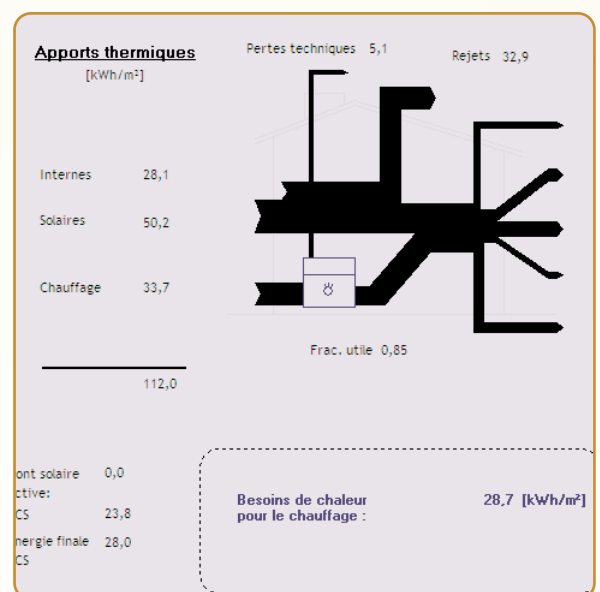 Apports thermiques
[kWh/m²]
Pertes techniques 5,1
Rejets 32,9
Internes 28,1
Solaires 50,2
Chauffage 33,7
Frac. utile 0,85
112,0
ont solaire 0,0
ctive:
CS 23,8
nergie finale 28,0
CS
Besoins de chaleur 28,7 [kWh/m²]
pour le chauffage :